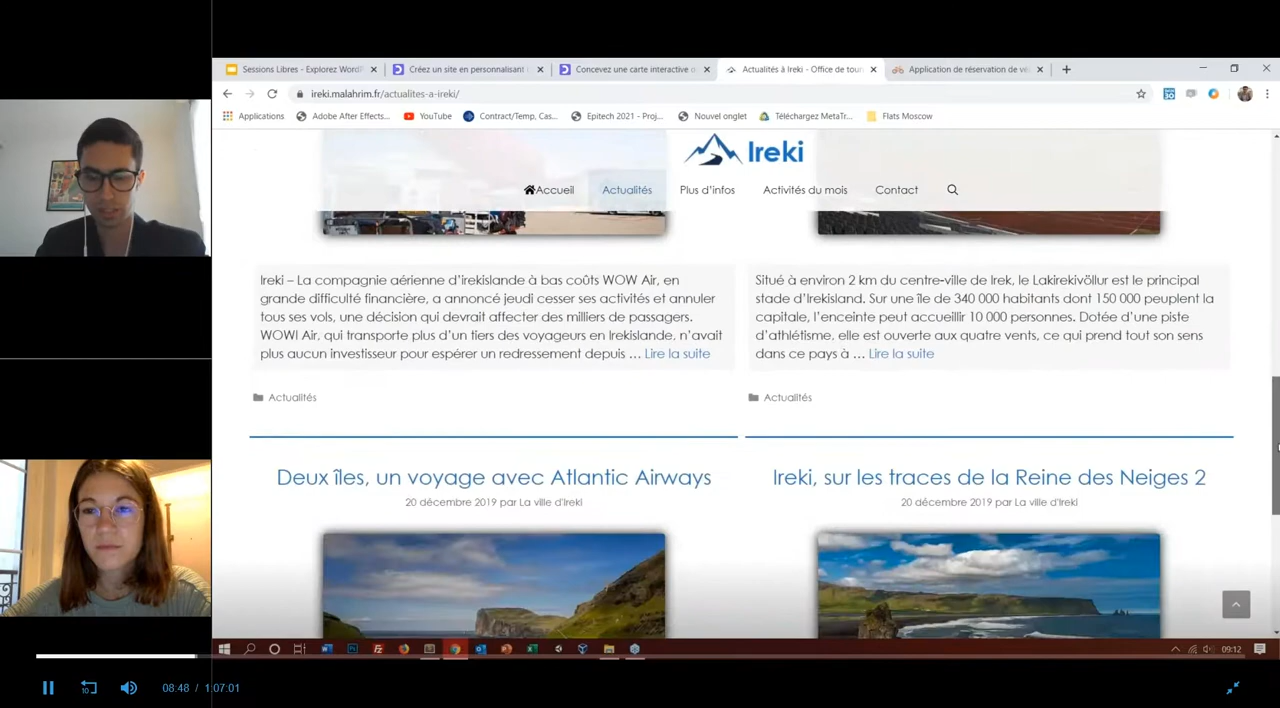 Sessions Libres - Explorez WordP
Créez un site en personnalisant
Concevez une carte interactive o
Actualités à Ireki - Office de tour
Application de réservation de vé
ireki.malahrim.fr/actualites-a-ireki/
Applications
Adobe After Effects...
YouTube
Contract/Temp, Cas...
Epitech 2021 - Proj...
Nouvel onglet
Téléchargez MetaTr...
Flats Moscow
Ireki
Accueil
Actualités
Plus d'infos
Activités du mois
Contact
Ireki – La compagnie aérienne d'irekislande à bas coûts WOW Air, en
grande difficulté financière, a annoncé jeudi cesser ses activités et annuler
tous ses vols, une décision qui devrait affecter des milliers de passagers.
WOW! Air, qui transporte plus d'un tiers des voyageurs en Irekislande, n'avait
plus aucun investisseur pour espérer un redressement depuis … Lire la suite
Actualités
Situé à environ 2 km du centre-ville de Irek, le Lakirekivöllur est le principal
stade d'Irekisland. Sur une île de 340 000 habitants dont 150 000 peuplent la
capitale, l'enceinte peut accueillir 10 000 personnes. Dotée d'une piste
d'athlétisme, elle est ouverte aux quatre vents, ce qui prend tout son sens
dans ce pays à … Lire la suite
Actualités
Deux îles, un voyage avec Atlantic Airways
20 décembre 2019 par La ville d'Ireki
Ireki, sur les traces de la Reine des Neiges 2
20 décembre 2019 par La ville d'Ireki
09:12
10
08:48 / 1:07:01